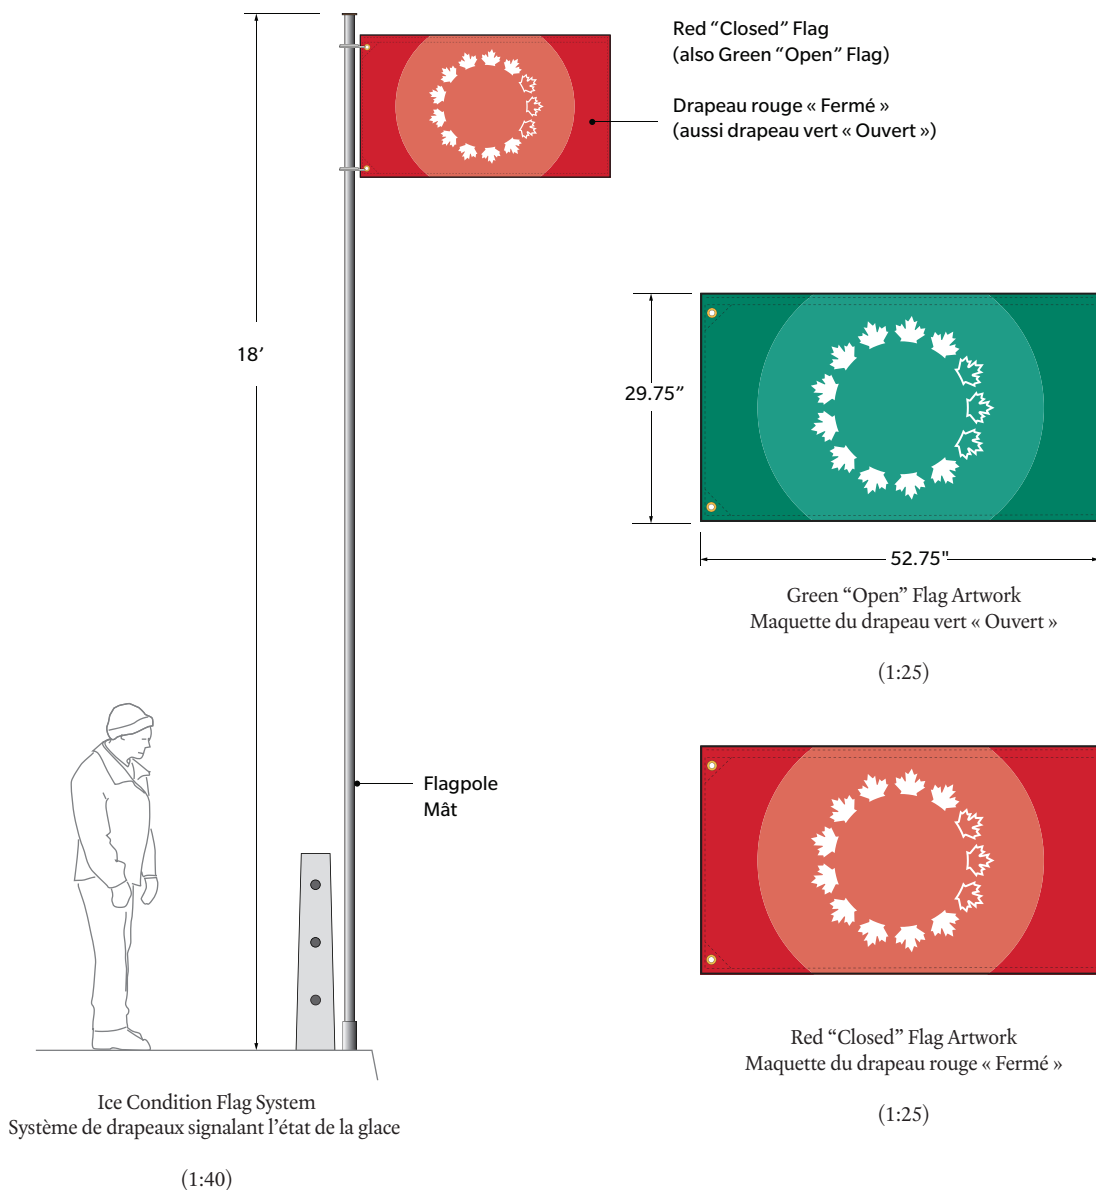 Red “Closed” Flag
(also Green “Open” Flag)
Drapeau rouge « Fermé »
(aussi drapeau vert « Ouvert »)
18’
29.75”
52.75"
Green “Open” Flag Artwork
Maquette du drapeau vert « Ouvert »
(1:25)
Flagpole
Mât
Red “Closed” Flag Artwork
Maquette du drapeau rouge « Fermé »
(1:25)
Ice Condition Flag System
Système de drapeaux signalant l’état de la glace
(1:40)